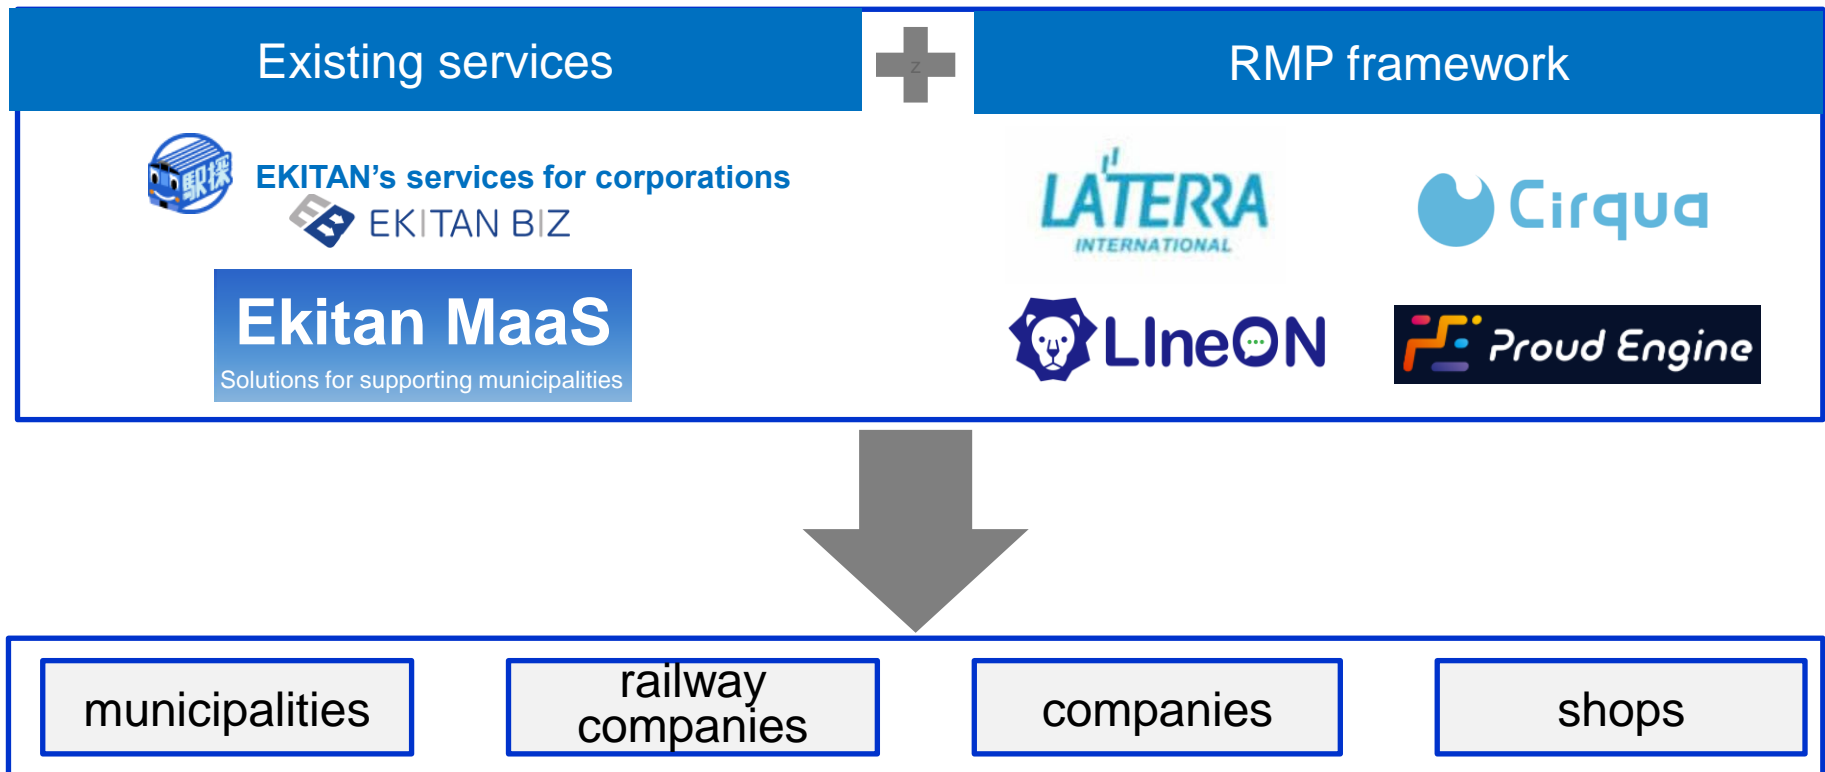 Existing services
z
RMP framework
駅探
EKITAN's services for corporations
EKITAN BIZ
Ekitan MaaS
Solutions for supporting municipalities
LATERRA
INTERNATIONAL
Cirqua
LIneON
Proud Engine
municipalities
railway
companies
companies
shops